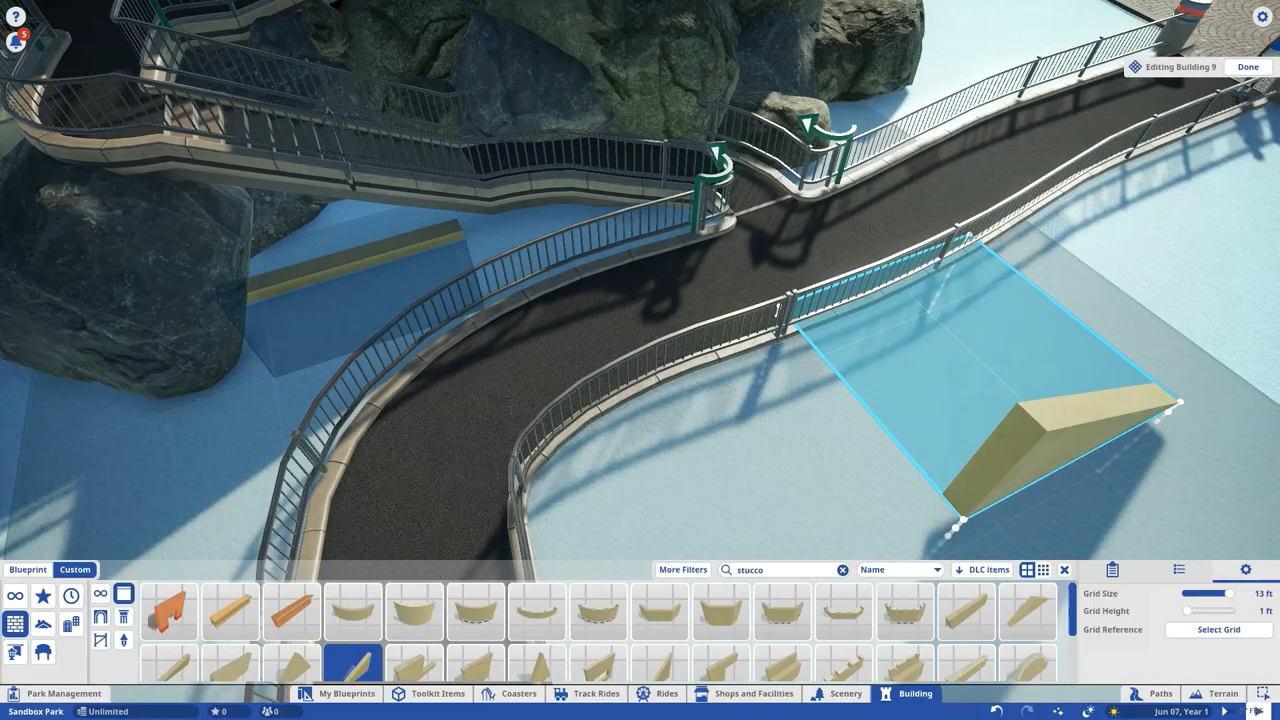 ?
5
Editing Building 9 Done
Blueprint Custom More Filters stucco Name DLC items
Grid Size 13 ft
Grid Height 1 ft
Grid Reference Select Grid
Park Management My Blueprints Toolkit Items Coasters Track Rides Rides Shops and Facilities Scenery Building Paths Terrain
Sandbox Park Unlimited 0 0 Jun 07, Year 1